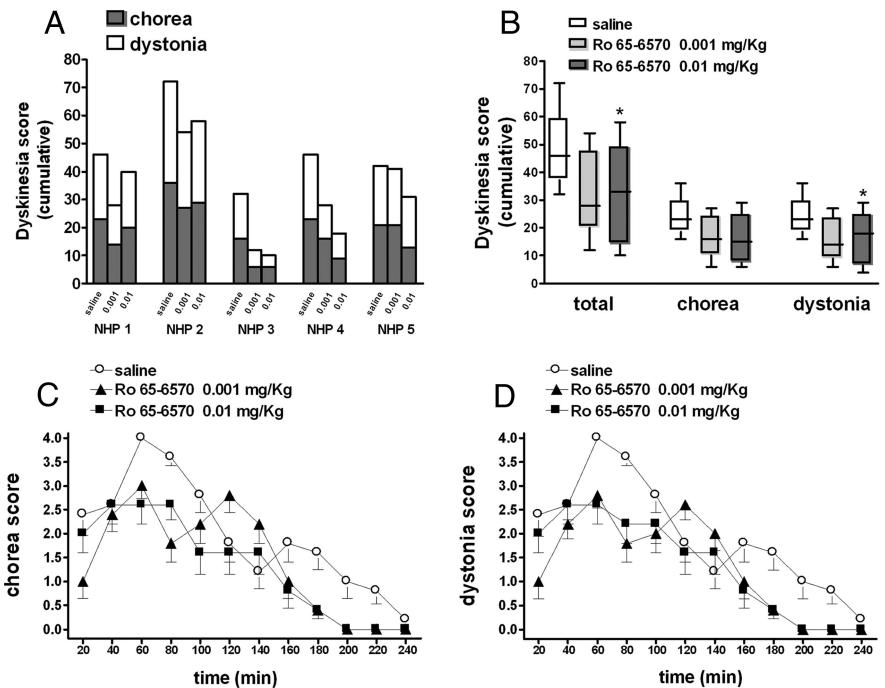 A
chorea
dystonia
Dyskinesia score
(cumulative)
80
70
60
50
40
30
20
10
0
saline 0.001 0.01 saline 0.001 0.01 saline 0.001 0.01 saline 0.001 0.01 saline 0.001 0.01
NHP 1 NHP 2 NHP 3 NHP 4 NHP 5
B
saline
Ro 65-6570 0.001 mg/Kg
Ro 65-6570 0.01 mg/Kg
Dyskinesia score
(cumulative)
80
70
60
50
40
30
20
10
0
*
*
total chorea dystonia
C
saline
Ro 65-6570 0.001 mg/Kg
Ro 65-6570 0.01 mg/Kg
chorea score
4.0
3.5
3.0
2.5
2.0
1.5
1.0
0.5
0.0
20 40 60 80 100 120 140 160 180 200 220 240
time (min)
D
saline
Ro 65-6570 0.001 mg/Kg
Ro 65-6570 0.01 mg/Kg
dystonia score
4.0
3.5
3.0
2.5
2.0
1.5
1.0
0.5
0.0
20 40 60 80 100 120 140 160 180 200 220 240
time (min)